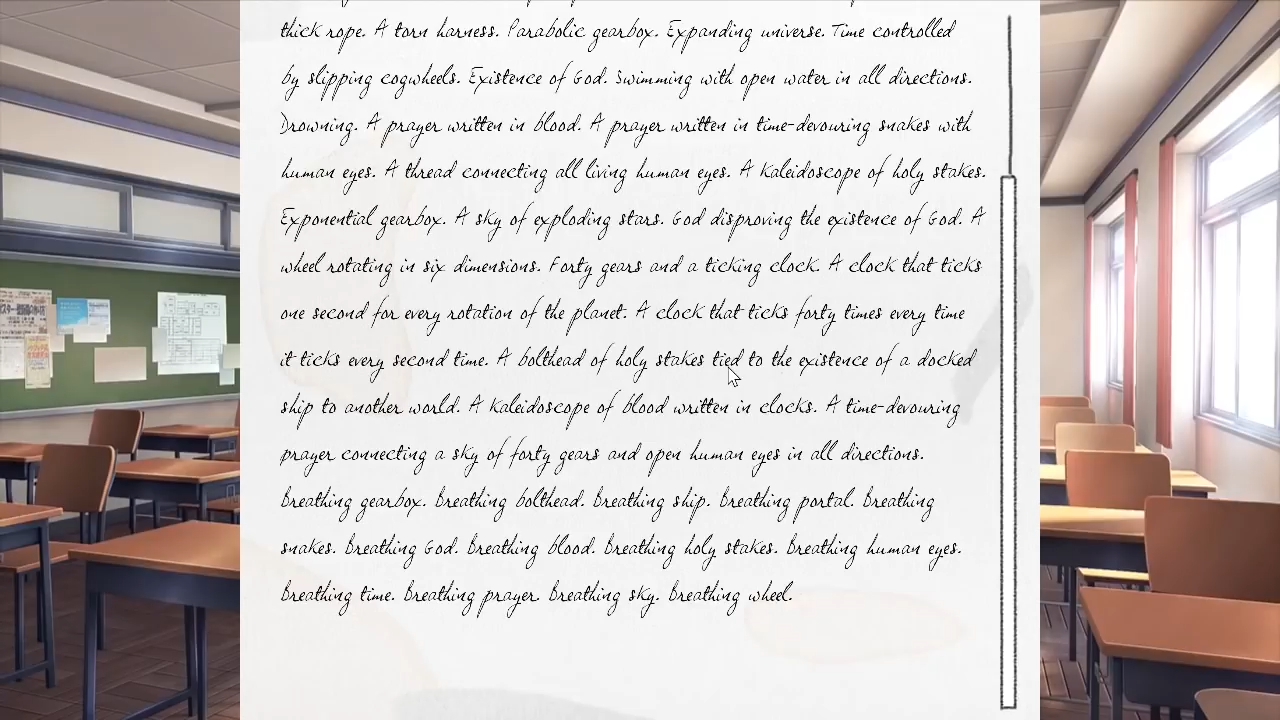 thick rope. A torn harness. Parabolic gearbox. Expanding universe. Time controlled
by slipping cogwheels. Existence of God. Swimming with open water in all directions.
Drowning. A prayer written in blood. A prayer written in time-devouring snakes with
human eyes. A thread connecting all living human eyes. A kaleidoscope of holy stakes.
Exponential gearbox. A sky of exploding stars. God disproving the existence of God. A
wheel rotating in six dimensions. Forty gears and a ticking clock. A clock that ticks
one second for every rotation of the planet. A clock that ticks forty times every time
it ticks every second time. A bolthead of holy stakes tied to the existence of a docked
ship to another world. A kaleidoscope of blood written in clocks. A time-devouring
prayer connecting a sky of forty gears and open human eyes in all directions.
Breathing gearbox. Breathing bolthead. Breathing ship. Breathing portal. Breathing
snakes. Breathing God. Breathing blood. Breathing holy stakes. Breathing human eyes.
Breathing time. Breathing prayer. Breathing sky. Breathing wheel.